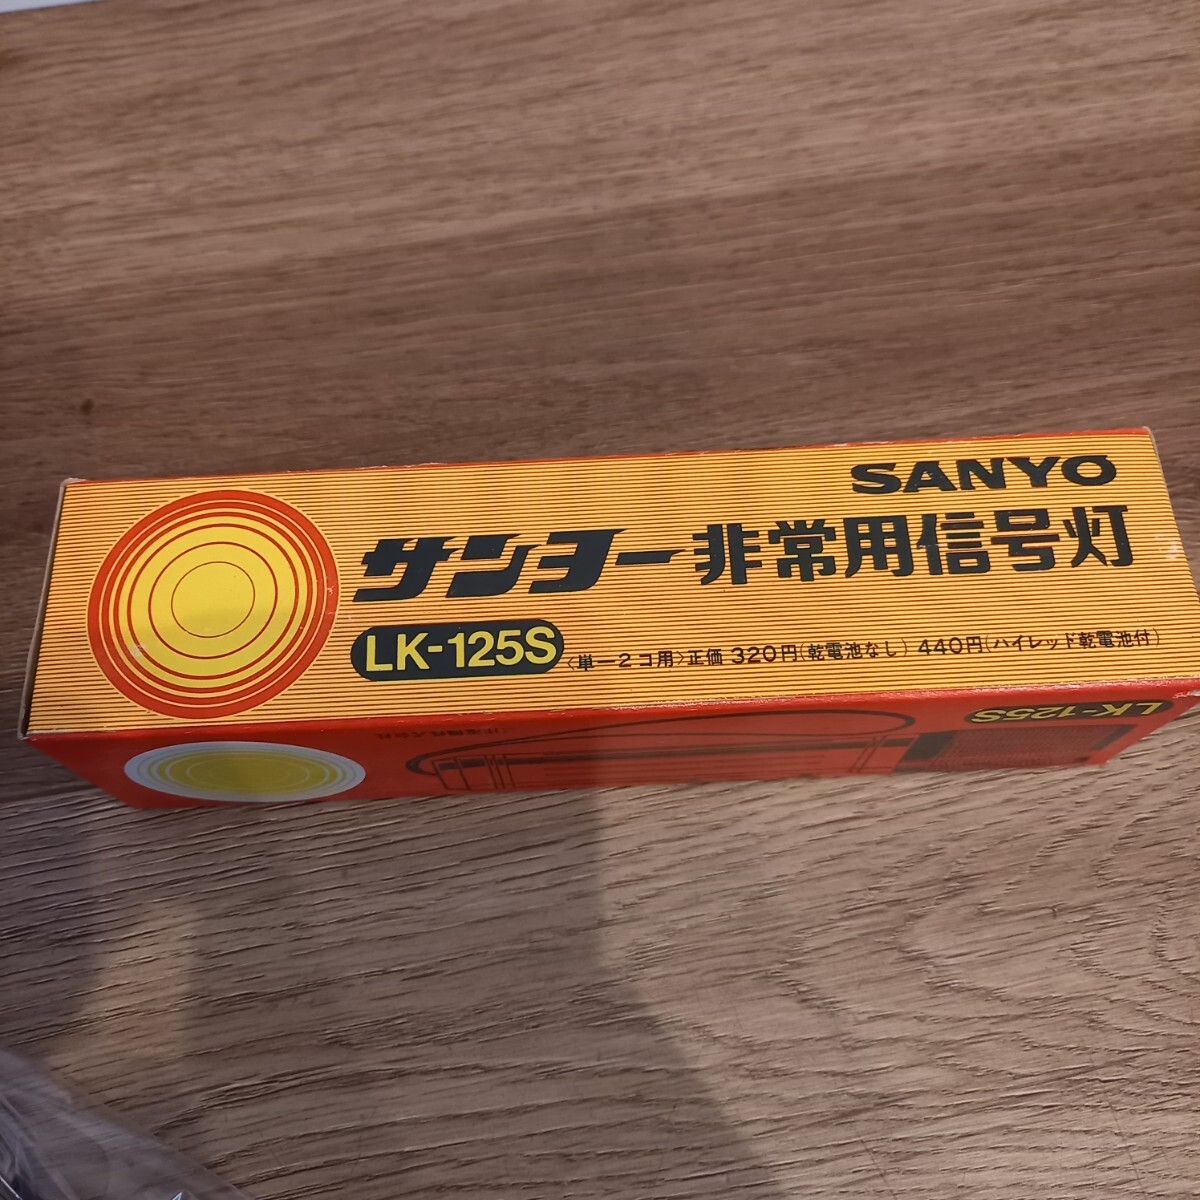 SANYO
サンヨー非常用信号灯
LK-125S 〈単一2コ用〉正価 320円(乾電池なし) 440円(ハイレッド乾電池付)
LK-125S